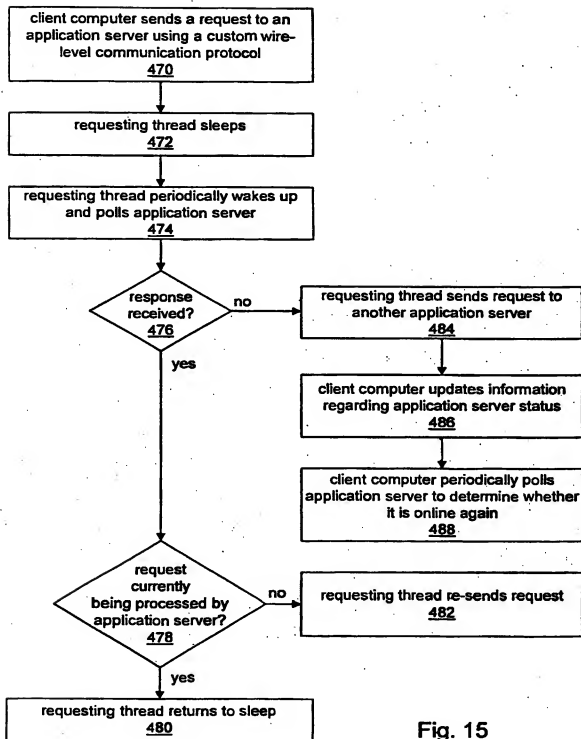 client computer sends a request to an
application server using a custom wire-
level communication protocol
470
requesting thread sleeps
472
requesting thread periodically wakes up
and polls application server
474
response
received?
476
no
yes
requesting thread sends request to
another application server
484
client computer updates information
regarding application server status
486
client computer periodically polls
application server to determine whether
it is online again
488
request
currently
being processed by
application server?
478
no
yes
requesting thread re-sends request
482
requesting thread returns to sleep
480
Fig. 15